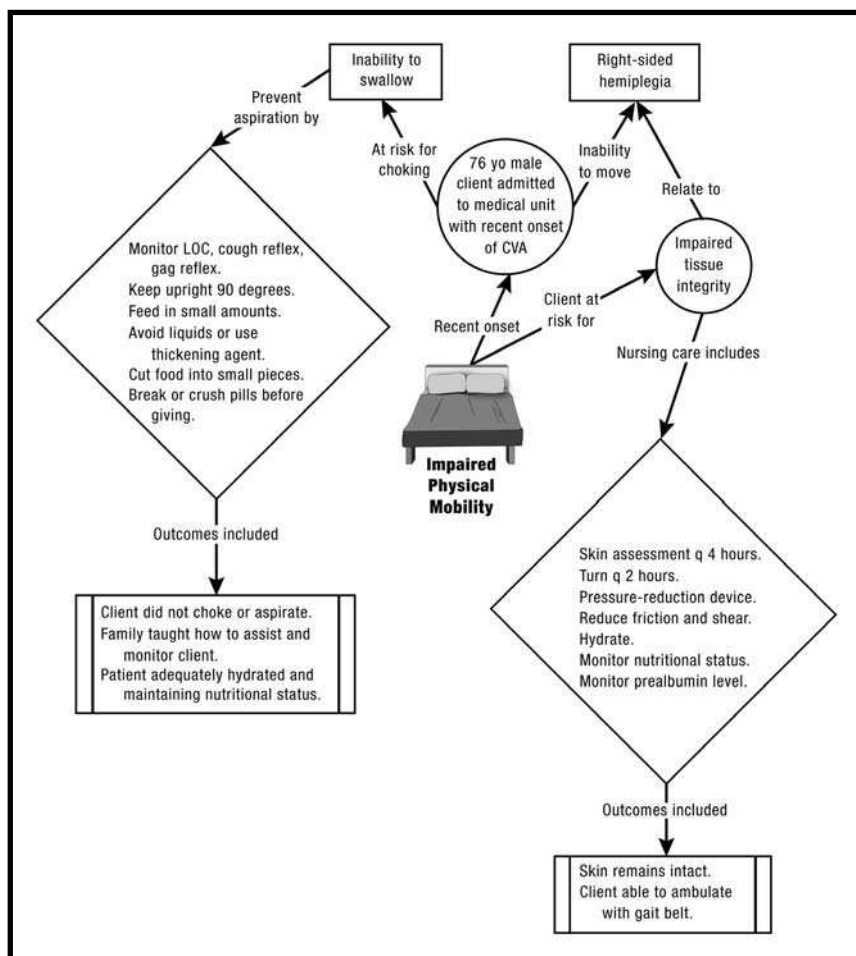 Inability to
swallow
Right-sided
hemiplegia
Prevent
aspiration by
At risk for
choking
76 yo male
client admitted
to medical unit
with recent onset
of CVA
Inability
to move
Relate to
Impaired
tissue
integrity
Monitor LOC, cough reflex,
gag reflex.
Keep upright 90 degrees.
Feed in small amounts.
Avoid liquids or use
thickening agent.
Cut food into small pieces.
Break or crush pills before
giving.
Recent onset
Client at
risk for
Nursing care includes
Impaired
Physical
Mobility
Outcomes included
Client did not choke or aspirate.
Family taught how to assist and
monitor client.
Patient adequately hydrated and
maintaining nutritional status.
Skin assessment q 4 hours.
Turn q 2 hours.
Pressure-reduction device.
Reduce friction and shear.
Hydrate.
Monitor nutritional status.
Monitor prealbumin level.
Outcomes included
Skin remains intact.
Client able to ambulate
with gait belt.